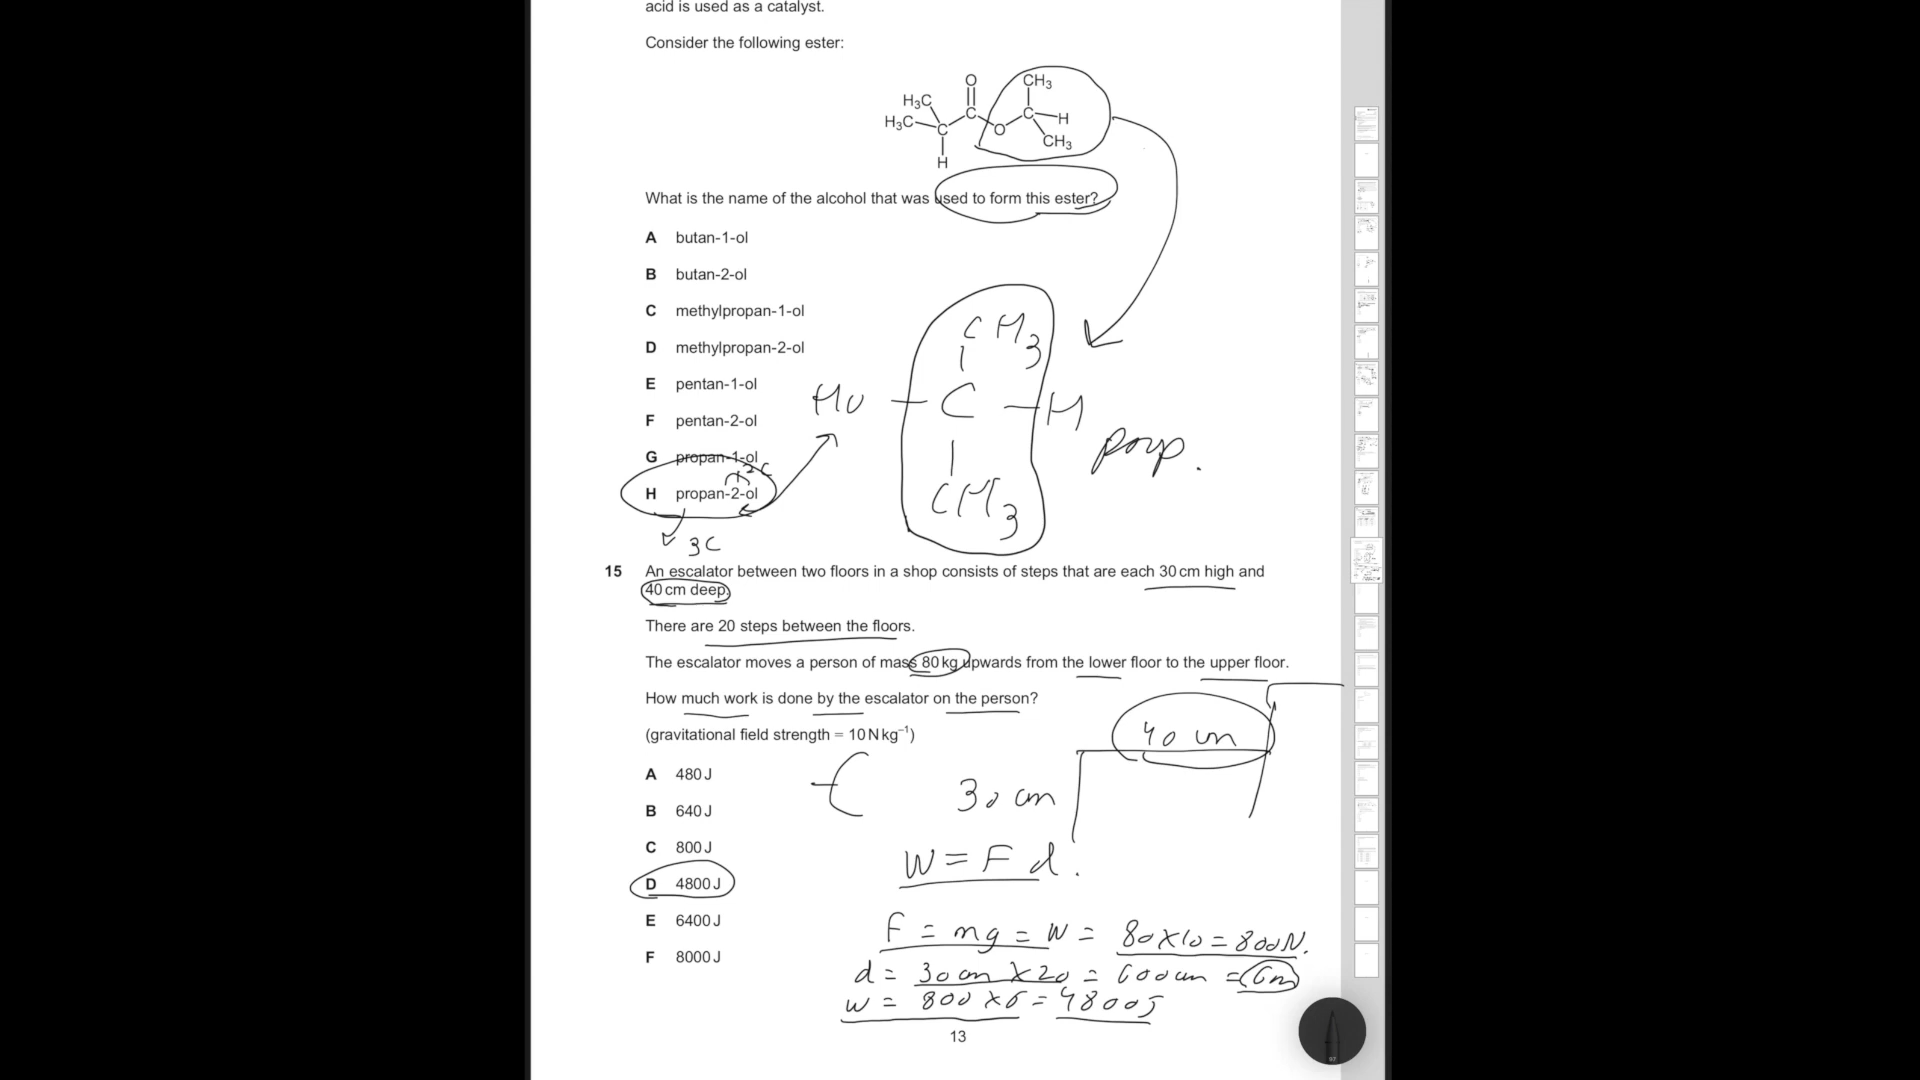 acid is used as a catalyst.
Consider the following ester:
O
CH₃
H₃C
C
C
H
H₃C
C
O
CH₃
H
What is the name of the alcohol that was used to form this ester?
A butan-1-ol
B butan-2-ol
C methylpropan-1-ol
D methylpropan-2-ol
E pentan-1-ol
F pentan-2-ol
G propan-1-ol
2C
H propan-2-ol
3C
CH3
HO - C - H
CH3
prop.
15 An escalator between two floors in a shop consists of steps that are each 30 cm high and
40 cm deep.
There are 20 steps between the floors.
The escalator moves a person of mass 80 kg upwards from the lower floor to the upper floor.
How much work is done by the escalator on the person?
(gravitational field strength = 10 N kg⁻¹)
A 480 J
B 640 J
C 800 J
D 4800 J
E 6400 J
F 8000 J
40 cm
30 cm
W = F d.
F = mg = W = 80×10 = 800N.
d = 30 cm × 20 = 600 cm = 6m
W = 800 × 6 = 4800J
13
97